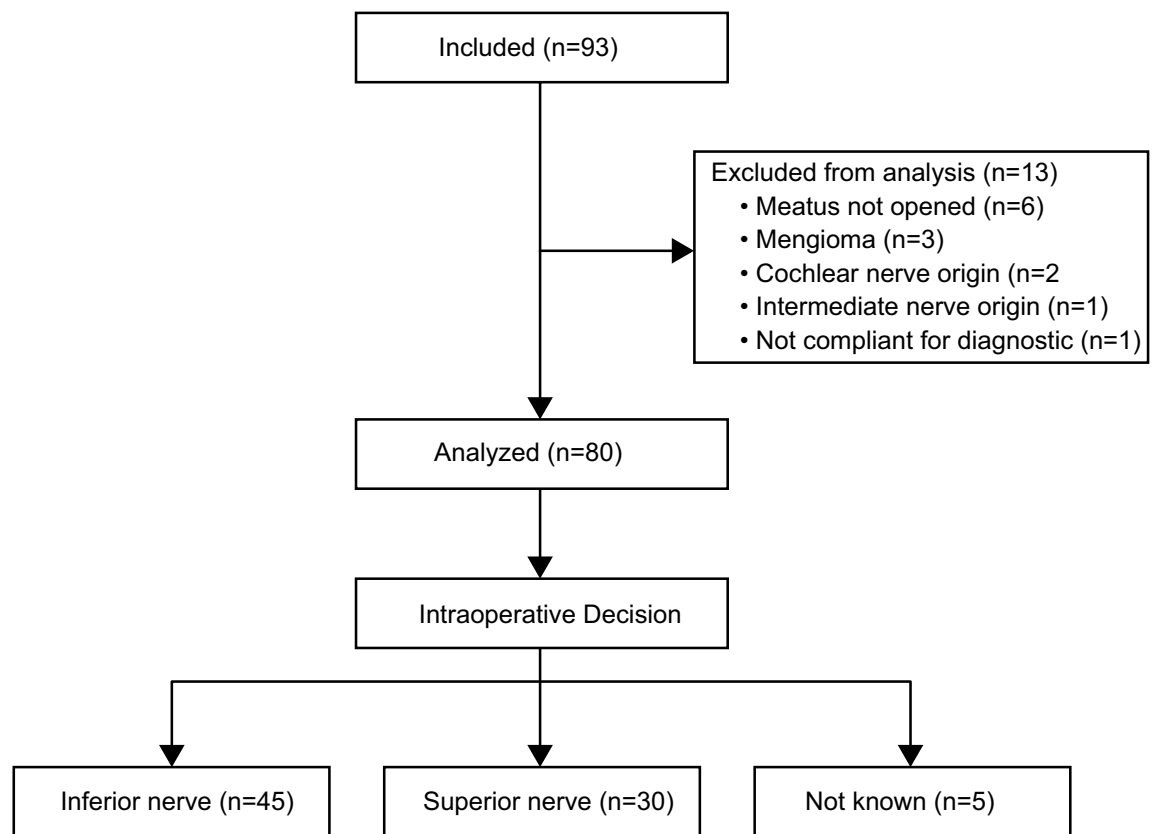 Included (n=93)
Excluded from analysis (n=13)
• Meatus not opened (n=6)
• Mengioma (n=3)
• Cochlear nerve origin (n=2
• Intermediate nerve origin (n=1)
• Not compliant for diagnostic (n=1)
Analyzed (n=80)
Intraoperative Decision
Inferior nerve (n=45)
Superior nerve (n=30)
Not known (n=5)